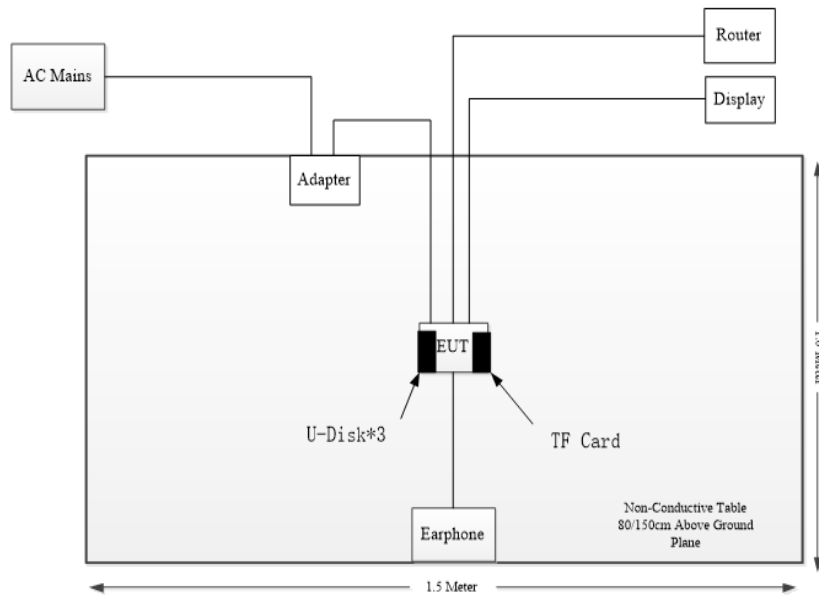 Router
AC Mains
Display
Adapter
EUT
U-Disk*3
TF Card
Non-Conductive Table
80/150cm Above Ground
Plane
Earphone
1.5 Meter